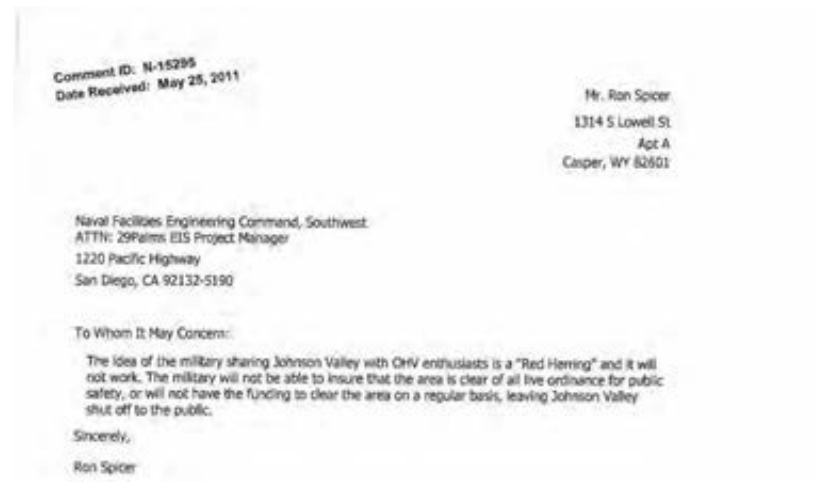 Comment ID: N-15295
Date Received: May 25, 2011
Mr. Ron Spicer
1314 S Lowell St
Apt A
Casper, WY 82601
Naval Facilities Engineering Command, Southwest
ATTN: 29Palms EIS Project Manager
1220 Pacific Highway
San Diego, CA 92132-5190
To Whom It May Concern:
The idea of the military sharing Johnson Valley with OHV enthusiasts is a "Red Herring" and it will
not work. The military will not be able to insure that the area is clear of all live ordinance for public
safety, or will not have the funding to clear the area on a regular basis, leaving Johnson Valley
shut off to the public.
Sincerely,
Ron Spicer